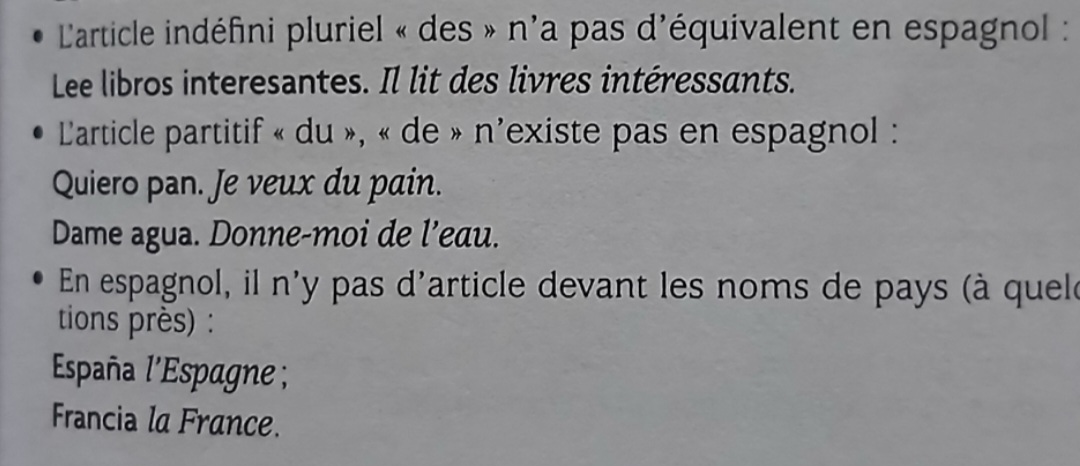 • L'article indéfini pluriel « des » n'a pas d'équivalent en espagnol :
Lee libros interesantes. Il lit des livres intéressants.
• L'article partitif « du », « de » n'existe pas en espagnol :
Quiero pan. Je veux du pain.
Dame agua. Donne-moi de l'eau.
• En espagnol, il n'y pas d'article devant les noms de pays (à
tions près) :
España l'Espagne ;
Francia la France.